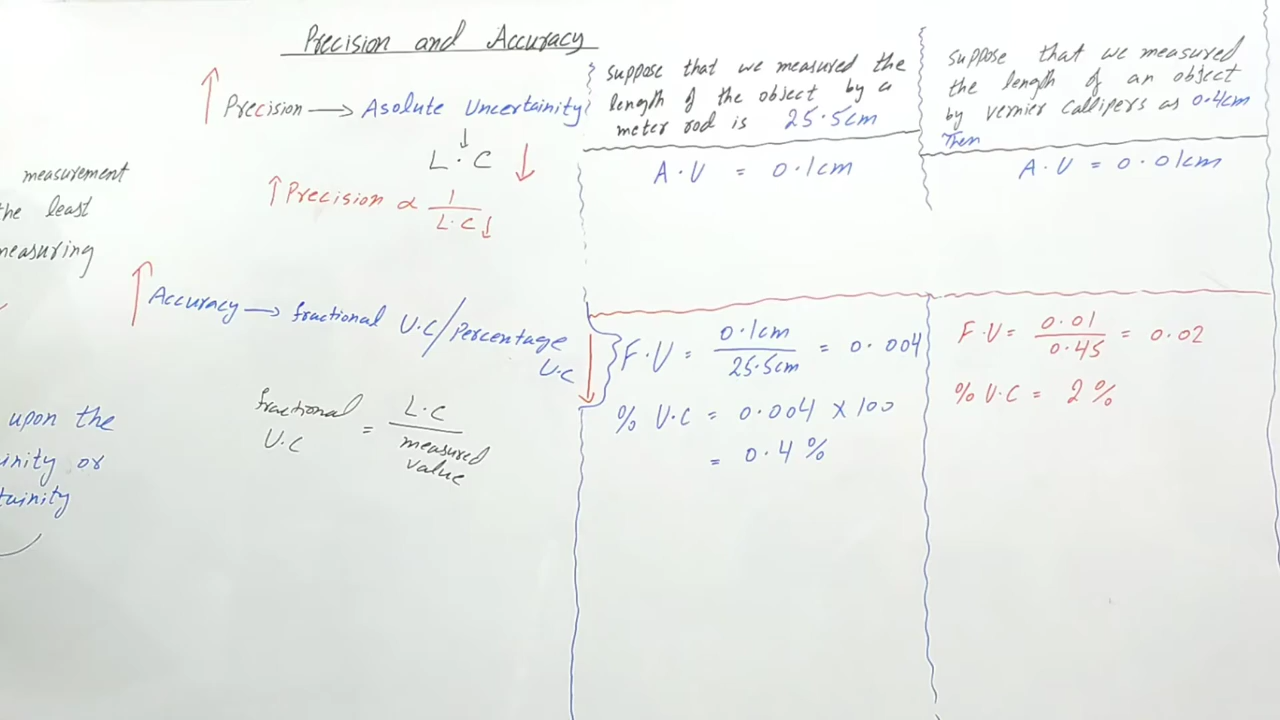 Precision and Accuracy
Precision → Asolute Uncertainity
↓
L.C
Precision ∝ 1/L.C
measurement
the least
measuring
Accuracy → fractional U.C/Percentage
U.C
fractional
U.C
= L.C/measured value
upon the
inity or
tainity
suppose that we measured the
length of the object by a
meter rod is 25.5cm
A.U = 0.1cm
F.U = 0.1cm/25.5cm = 0.004
% U.C = 0.004 X 100
= 0.4 %
suppose that we measured
the length of an object
by vernier Callipers as 0.4cm
Then
A.U = 0.01cm
F.U = 0.01/0.45 = 0.02
% U.C = 2 %